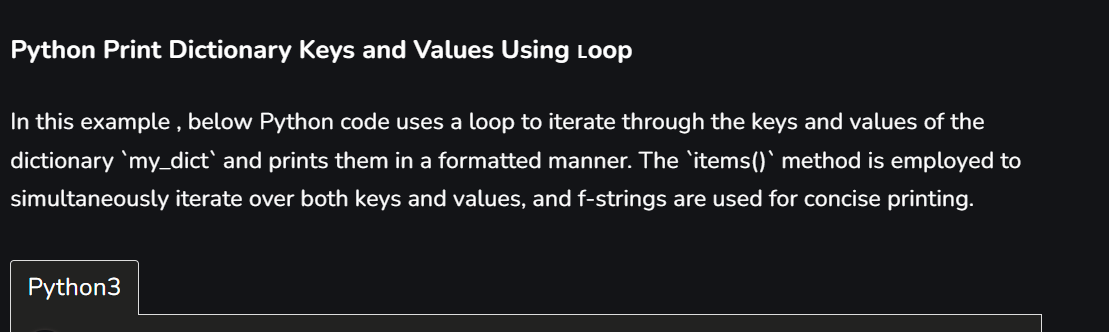 Python Print Dictionary Keys and Values Using Loop
In this example , below Python code uses a loop to iterate through the keys and values of the
dictionary `my_dict` and prints them in a formatted manner. The `items()` method is employed to
simultaneously iterate over both keys and values, and f-strings are used for concise printing.
Python3